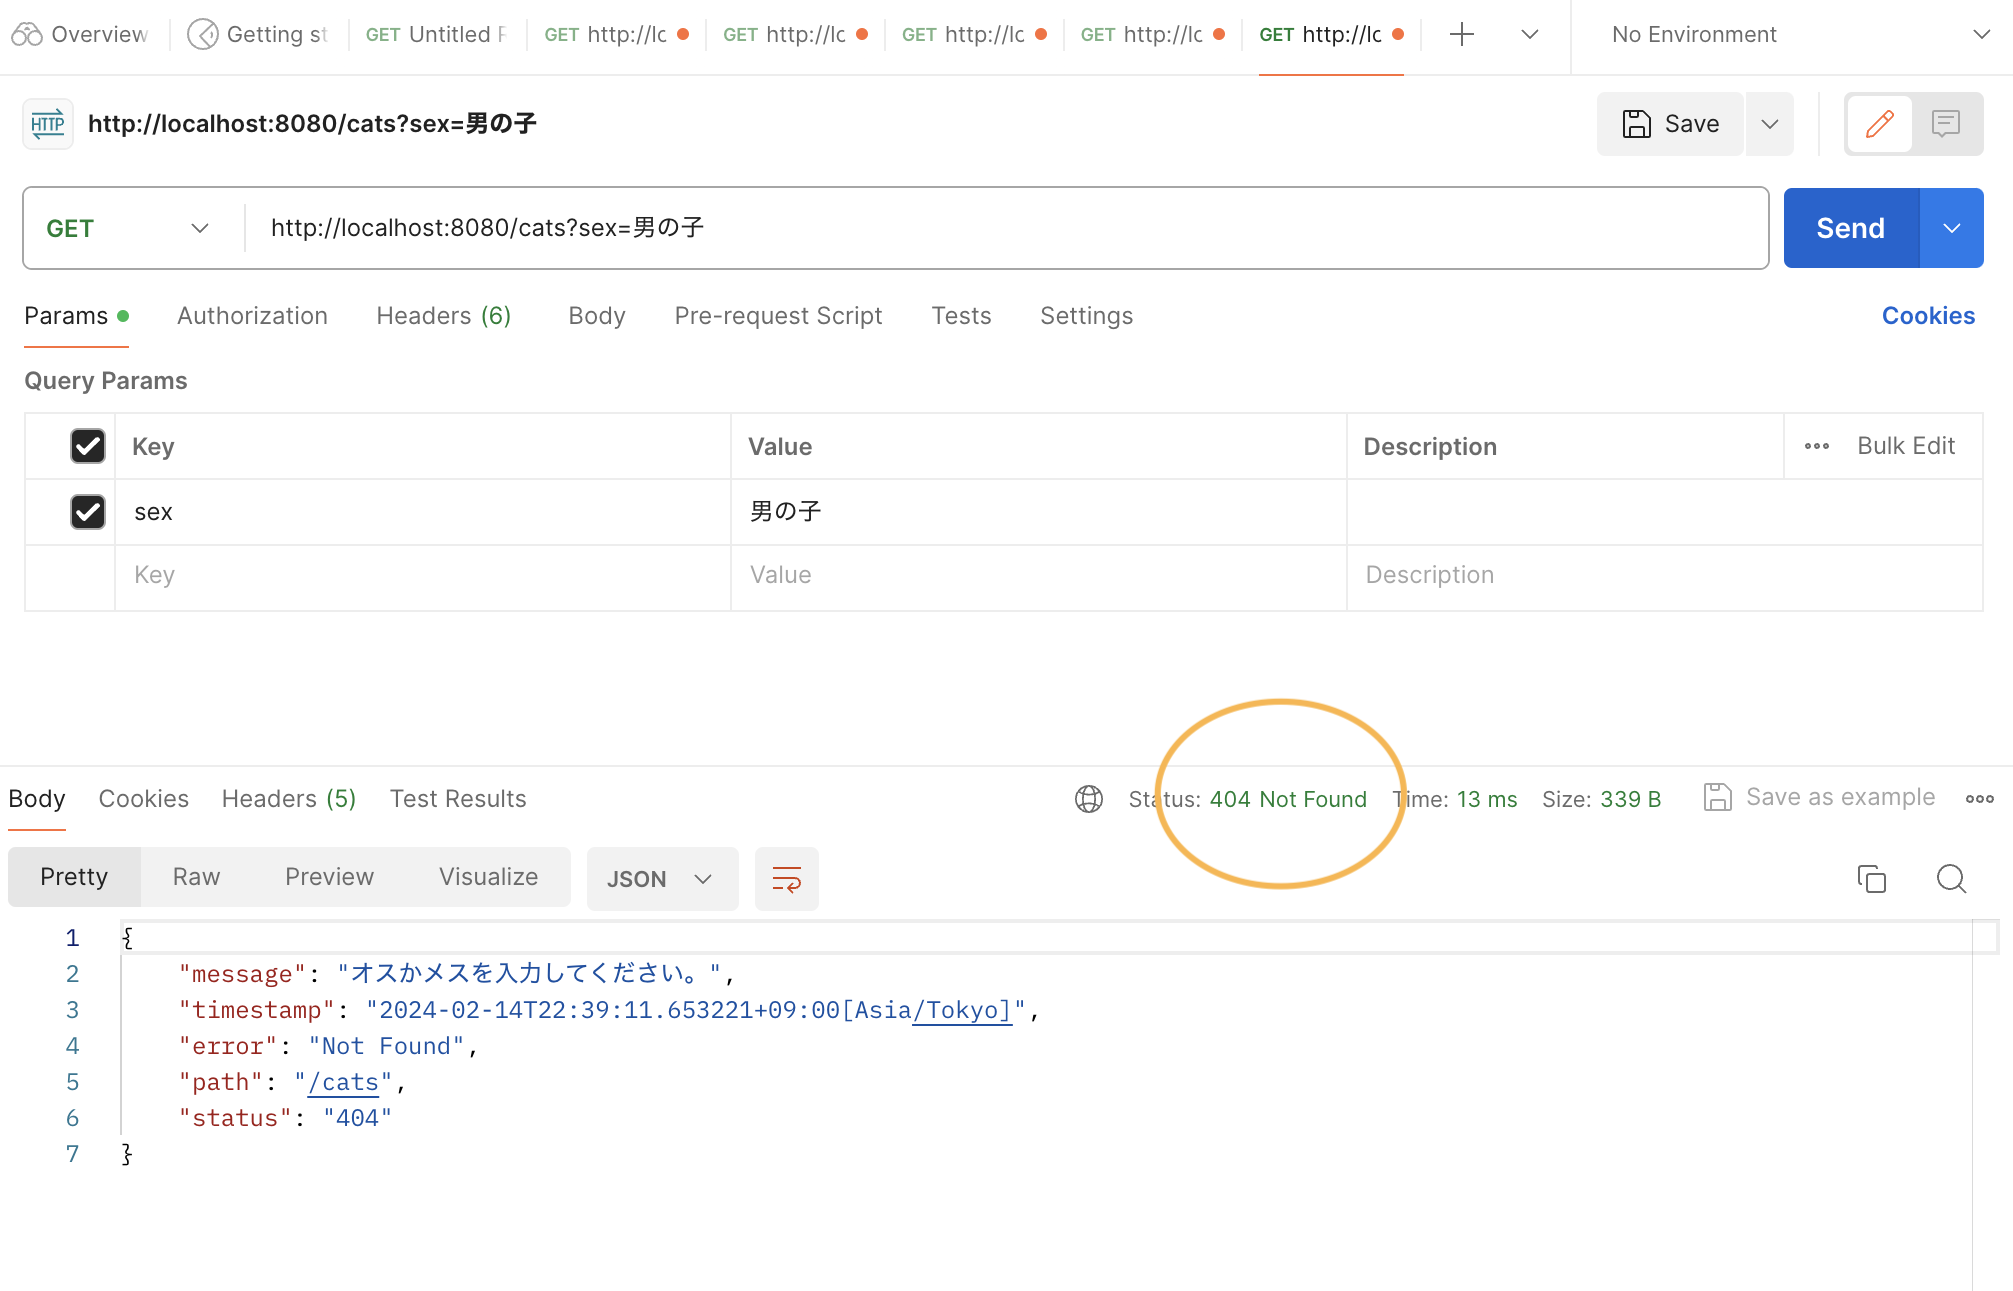 Overview
Getting st
GET Untitled R
GET http://lc
GET http://lc
GET http://lc
GET http://lc
GET http://lc
No Environment
HTTP http://localhost:8080/cats?sex=男の子
Save
GET http://localhost:8080/cats?sex=男の子
Send
Params Authorization Headers (6) Body Pre-request Script Tests Settings Cookies
Query Params
Key Value Description Bulk Edit
sex 男の子
Key Value Description
Body Cookies Headers (5) Test Results Status: 404 Not Found Time: 13 ms Size: 339 B Save as example
Pretty Raw Preview Visualize JSON
1 {
2 "message": "オスかメスを入力してください。",
3 "timestamp": "2024-02-14T22:39:11.653221+09:00[Asia/Tokyo]",
4 "error": "Not Found",
5 "path": "/cats",
6 "status": "404"
7 }